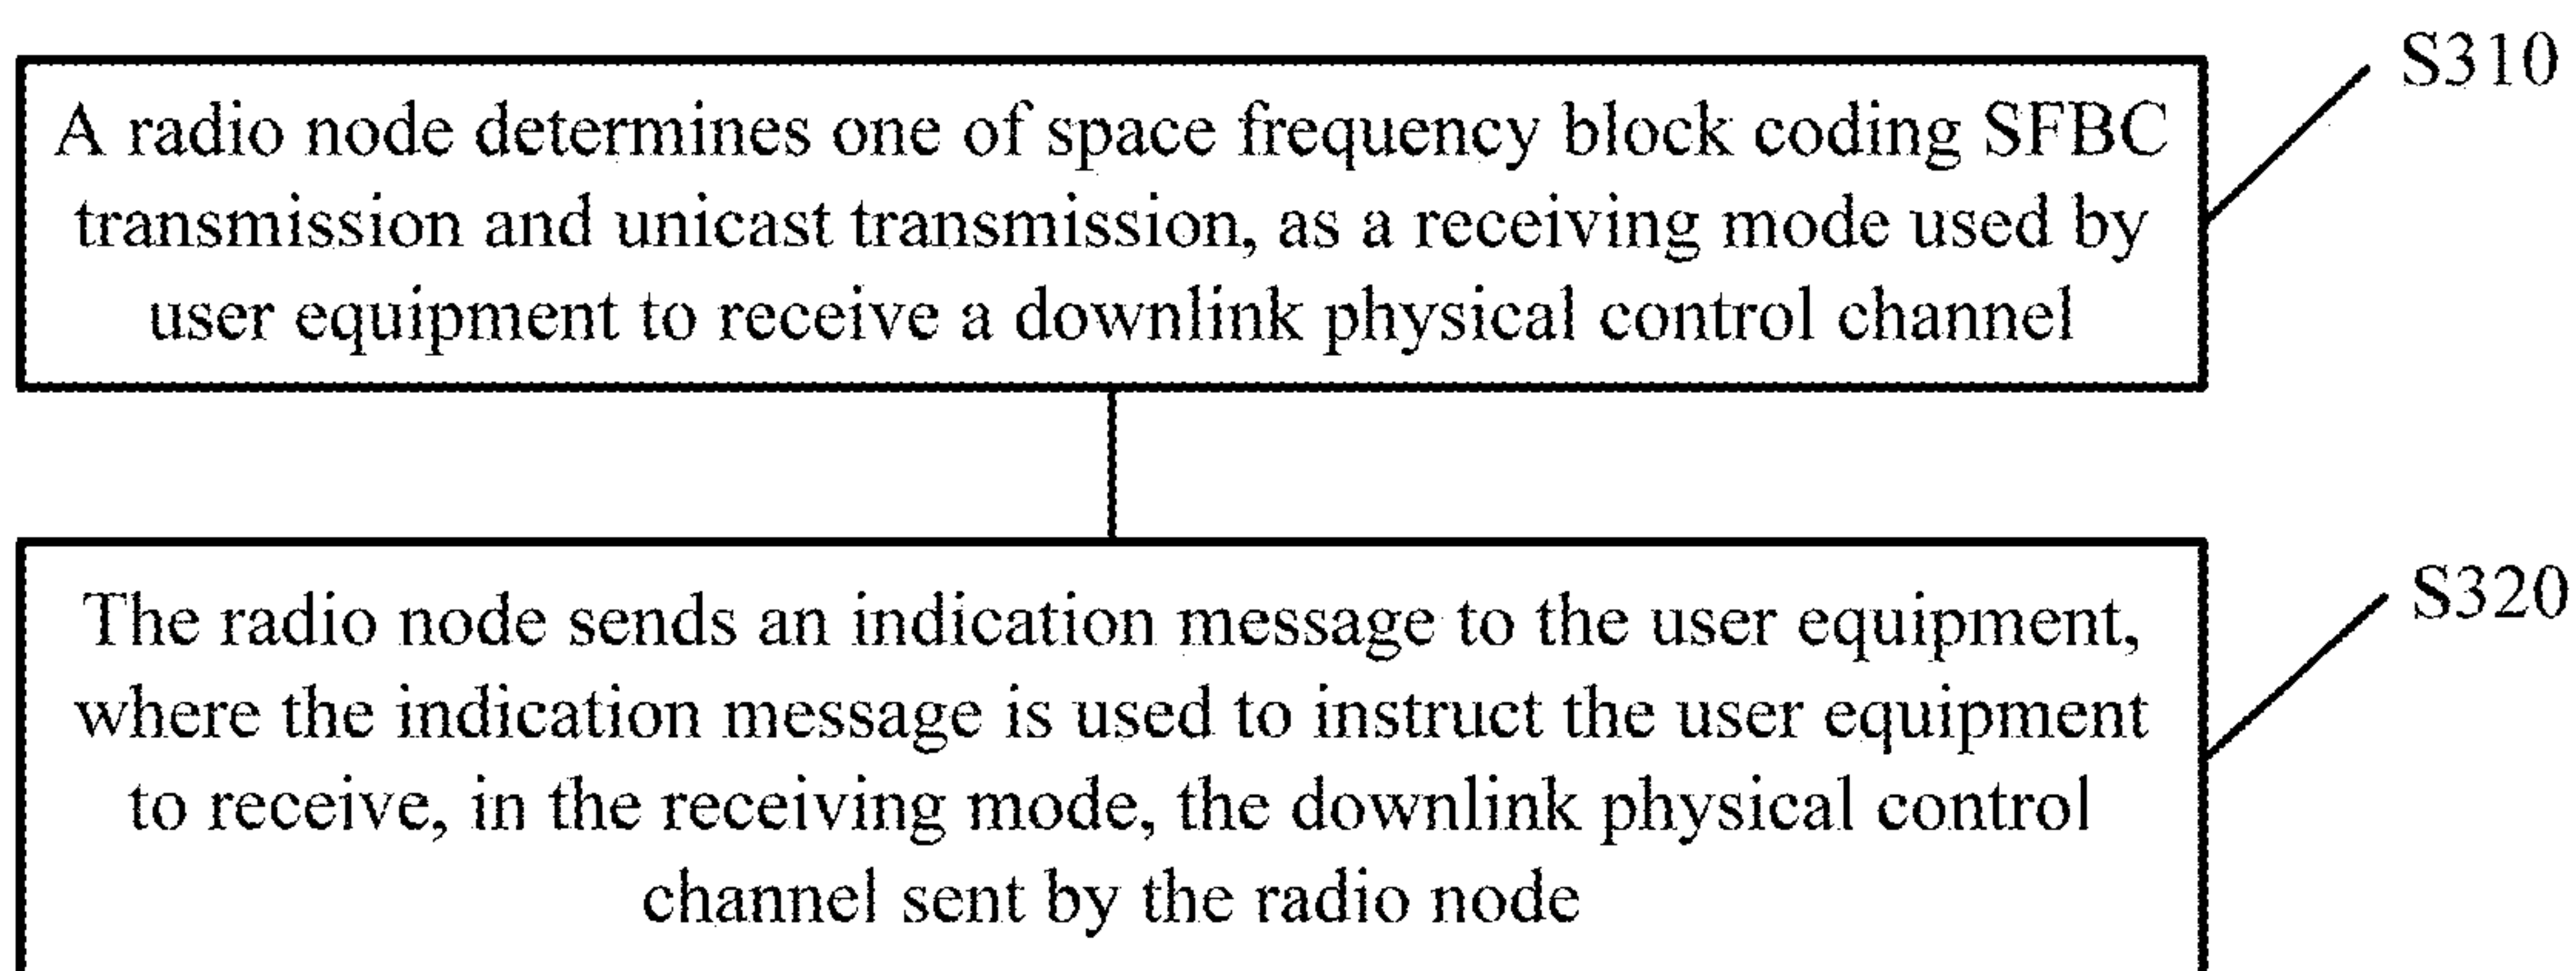 S310
A radio node determines one of space frequency block coding SFBC
transmission and unicast transmission, as a receiving mode used by
user equipment to receive a downlink physical control channel
S320
The radio node sends an indication message to the user equipment,
where the indication message is used to instruct the user equipment
to receive, in the receiving mode, the downlink physical control
channel sent by the radio node